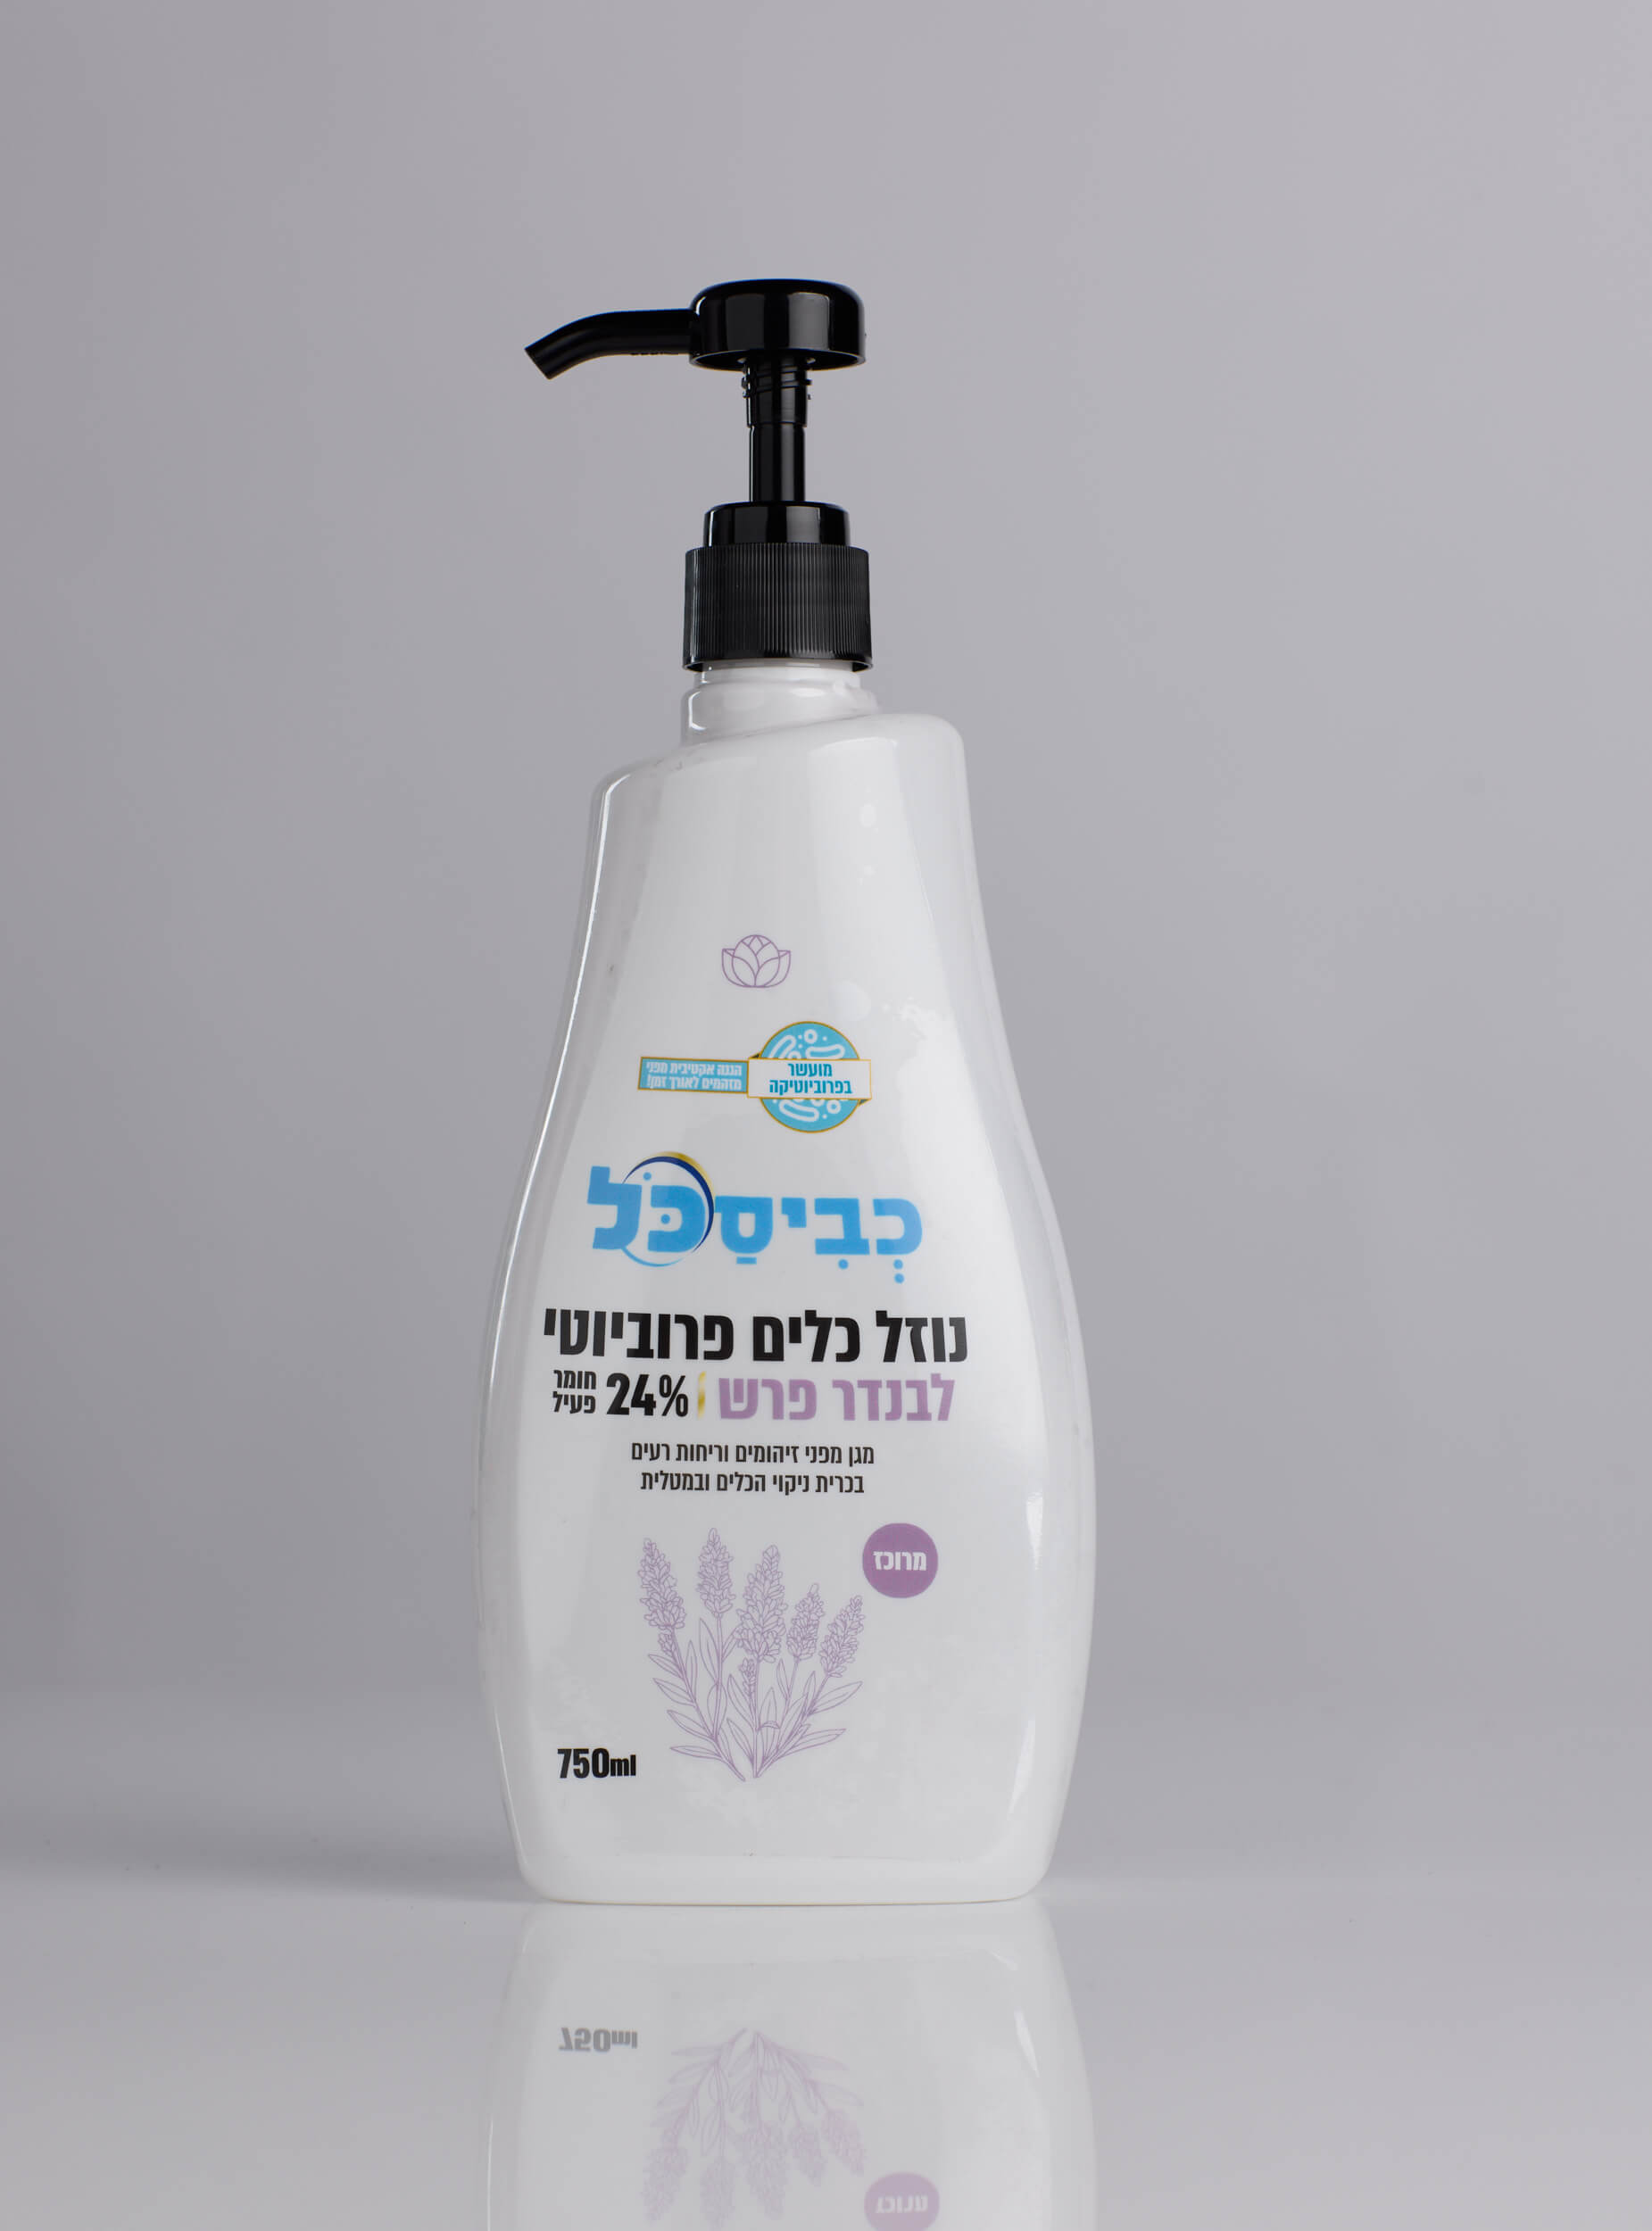 מועשר
בפרוביוטיקה
הגנה אקטיבית מפני
מזהמים לאורך זמן!
כְּבִיסַכֹּל
נוזל כלים פרוביוטי
לבנדר פרש
24% חומר
פעיל
מגן מפני זיהומים וריחות רעים
בכרית ניקוי הכלים ובמטלית
מרוכז
750ml